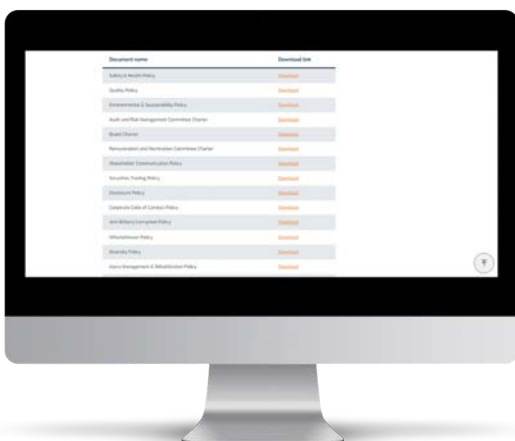 Document name Download link
Safety & Health Policy Download
Quality Policy Download
Environmental & Sustainability Policy Download
Audit and Risk Management Committee Charter Download
Board Charter Download
Remuneration and Nomination Committee Charter Download
Shareholder Communication Policy Download
Securities Trading Policy Download
Disclosure Policy Download
Corporate Code of Conduct Policy Download
Anti-Bribery Corruption Policy Download
Whistleblower Policy Download
Diversity Policy Download
Injury Management & Rehabilitation Policy Download